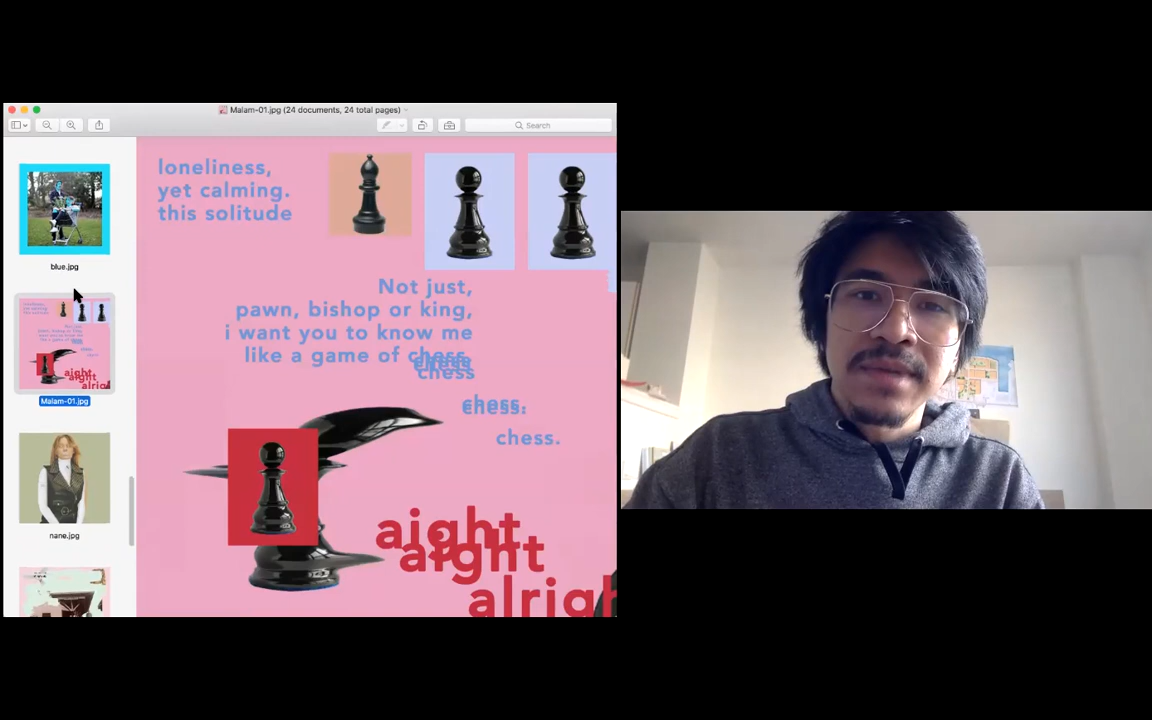 Malam-01.jpg (24 documents, 24 total pages)
Search
blue.jpg
Malam-01.jpg
nane.jpg
loneliness,
yet calming.
this solitude
Not just,
pawn, bishop or king,
i want you to know me
like a game of chess.
chess
chess
chess.
chess.
aight
aight
alrigh